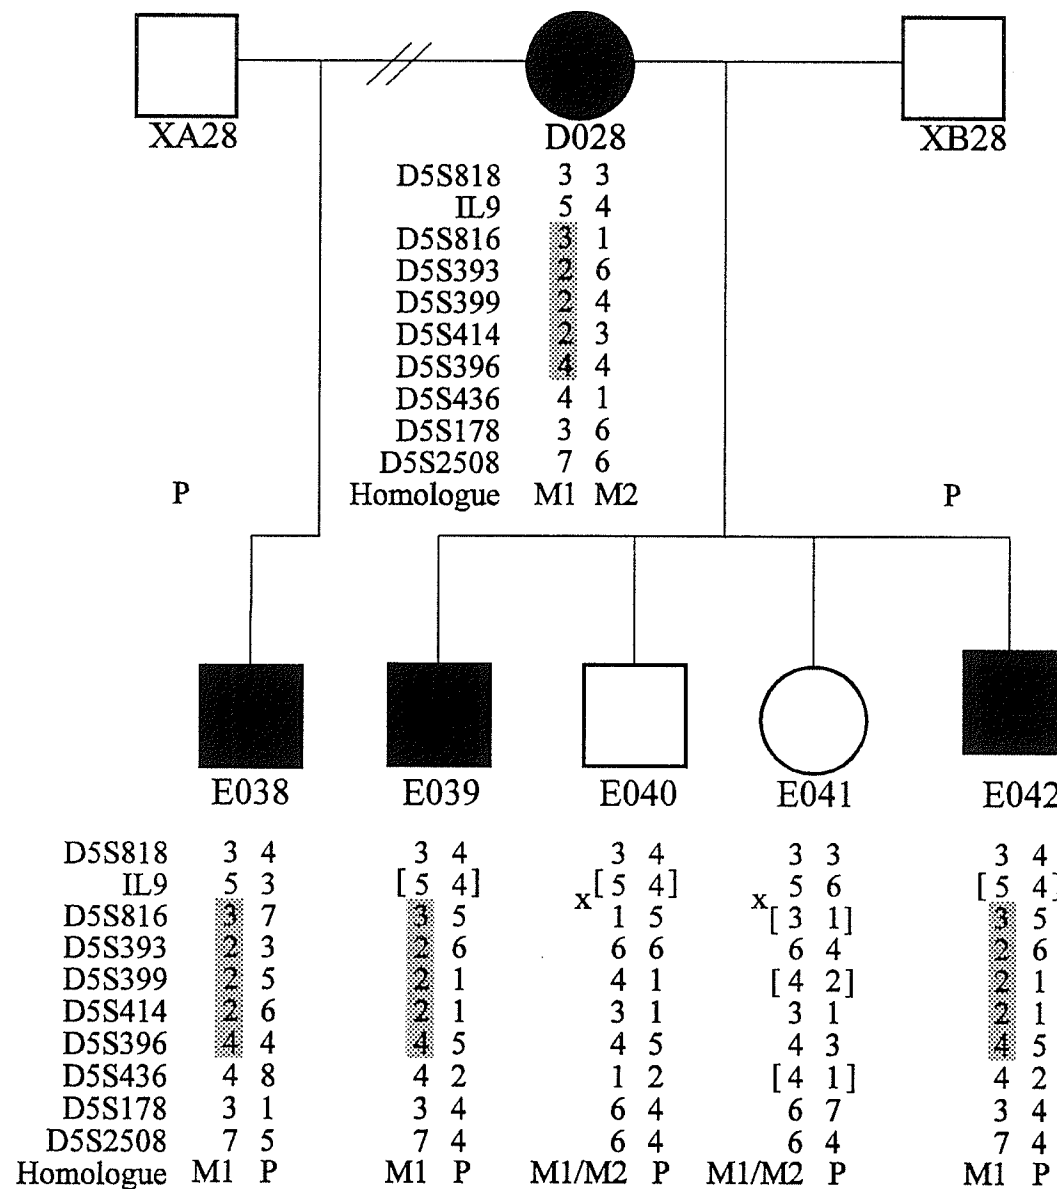 XA28 D028 XB28
D5S818 3 3
IL9 5 4
D5S816 3 1
D5S393 2 6
D5S399 2 4
D5S414 2 3
D5S396 4 4
D5S436 4 1
D5S178 3 6
D5S2508 7 6
P Homologue M1 M2 P
E038 E039 E040 E041 E042
D5S818 3 4 3 4 3 4 3 3 3 4
IL9 5 3 [5 4] x[5 4] x 5 6 [5 4]
D5S816 3 7 3 5 1 5 [3 1] 3 5
D5S393 2 3 2 6 6 6 6 4 2 6
D5S399 2 5 2 1 4 1 [4 2] 2 1
D5S414 2 6 2 1 3 1 3 1 2 1
D5S396 4 4 4 5 4 5 4 3 4 5
D5S436 4 8 4 2 1 2 [4 1] 4 2
D5S178 3 1 3 4 6 4 6 7 3 4
D5S2508 7 5 7 4 6 4 6 4 7 4
Homologue M1 P M1 P M1/M2 P M1/M2 P M1 P